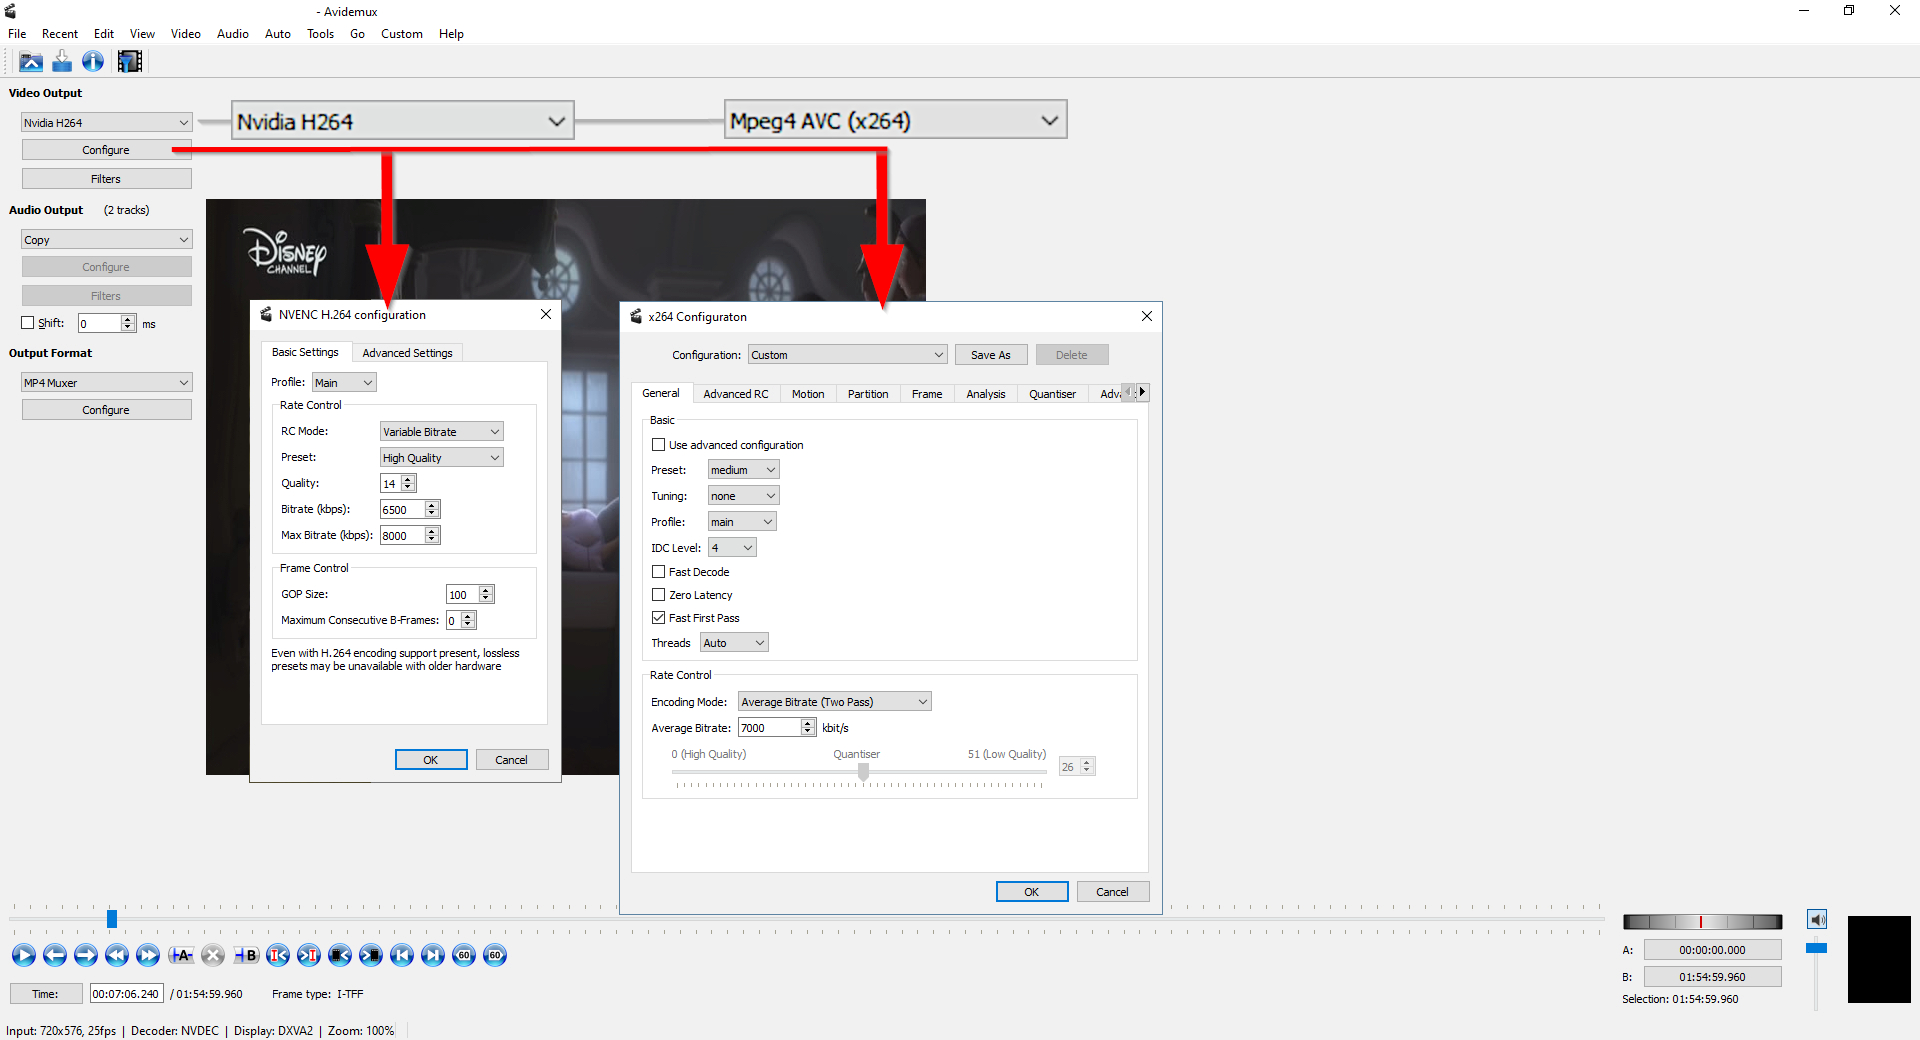 - Avidemux
File Recent Edit View Video Audio Auto Tools Go Custom Help
Video Output
Nvidia H264
Nvidia H264
Mpeg4 AVC (x264)
Configure
Filters
Audio Output (2 tracks)
Copy
Configure
Filters
Shift: 0 ms
Output Format
MP4 Muxer
Configure
DISNEY
CHANNEL
NVENC H.264 configuration
Basic Settings Advanced Settings
Profile: Main
Rate Control
RC Mode: Variable Bitrate
Preset: High Quality
Quality: 14
Bitrate (kbps): 6500
Max Bitrate (kbps): 8000
Frame Control
GOP Size: 100
Maximum Consecutive B-Frames: 0
Even with H.264 encoding support present, lossless
presets may be unavailable with older hardware
OK Cancel
x264 Configuraton
Configuration: Custom Save As Delete
General Advanced RC Motion Partition Frame Analysis Quantiser Adva
Basic
Use advanced configuration
Preset: medium
Tuning: none
Profile: main
IDC Level: 4
Fast Decode
Zero Latency
Fast First Pass
Threads Auto
Rate Control
Encoding Mode: Average Bitrate (Two Pass)
Average Bitrate: 7000 kbit/s
0 (High Quality) Quantiser 51 (Low Quality)
26
OK Cancel
A B 60 60
A: 00:00:00.000
B: 01:54:59.960
Selection: 01:54:59.960
Time: 00:07:06.240 / 01:54:59.960 Frame type: I-TFF
Input: 720x576, 25fps | Decoder: NVDEC | Display: DXVA2 | Zoom: 100%